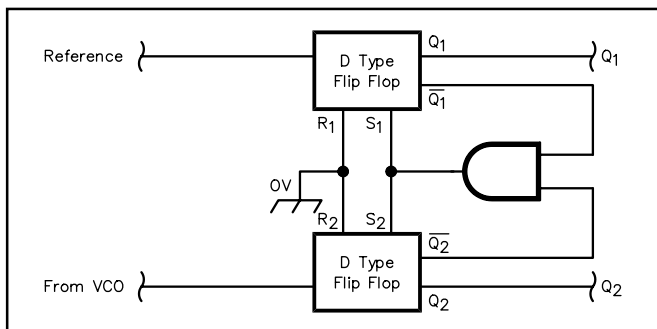 Reference
D Type
Flip Flop
Q₁
Q₁
Q̅₁
R₁
S₁
0V
R₂
S₂
Q̅₂
From VCO
D Type
Flip Flop
Q₂
Q₂